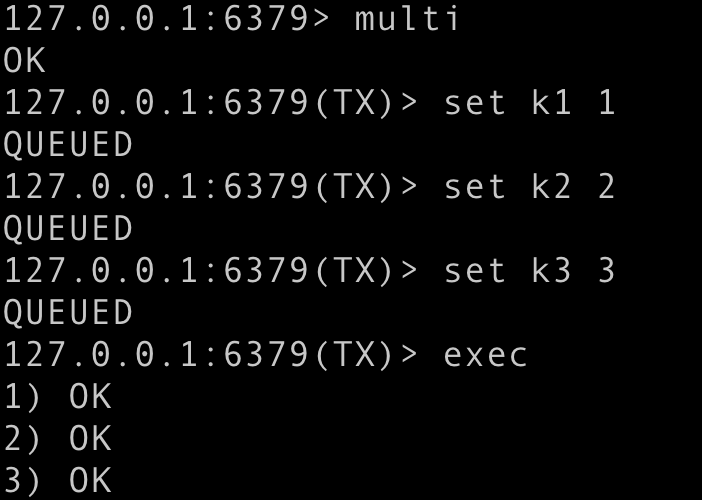 127.0.0.1:6379> multi
OK
127.0.0.1:6379(TX)> set k1 1
QUEUED
127.0.0.1:6379(TX)> set k2 2
QUEUED
127.0.0.1:6379(TX)> set k3 3
QUEUED
127.0.0.1:6379(TX)> exec
1) OK
2) OK
3) OK